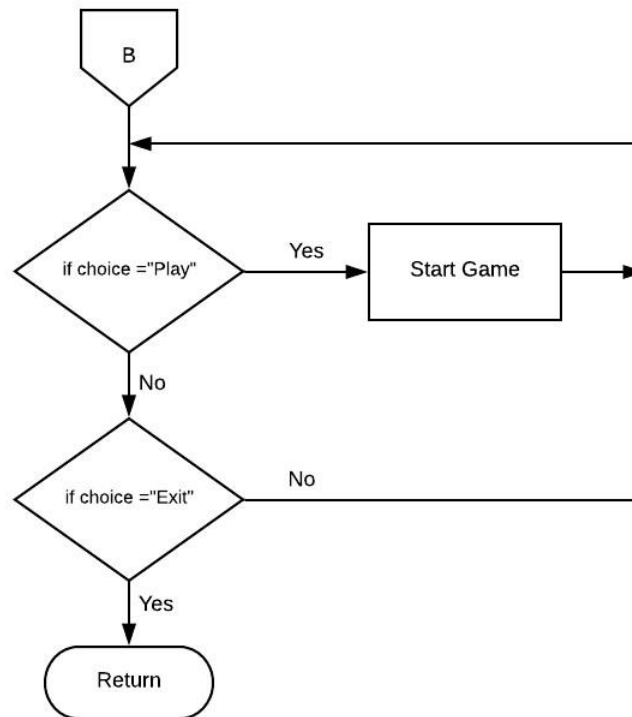 B
if choice ="Play"
Yes
Start Game
No
if choice ="Exit"
No
Yes
Return